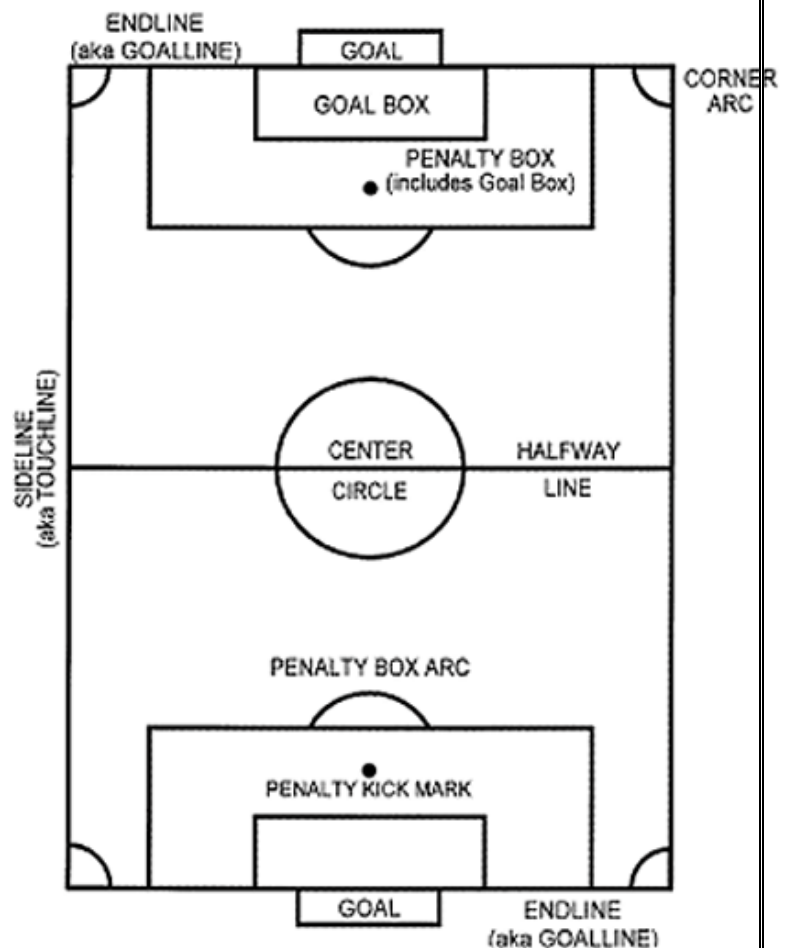 ENDLINE
(aka GOALLINE)
GOAL
CORNER
ARC
GOAL BOX
PENALTY BOX
(includes Goal Box)
SIDELINE
(aka TOUCHLINE)
CENTER
CIRCLE
HALFWAY
LINE
PENALTY BOX ARC
PENALTY KICK MARK
GOAL
ENDLINE
(aka GOALLINE)